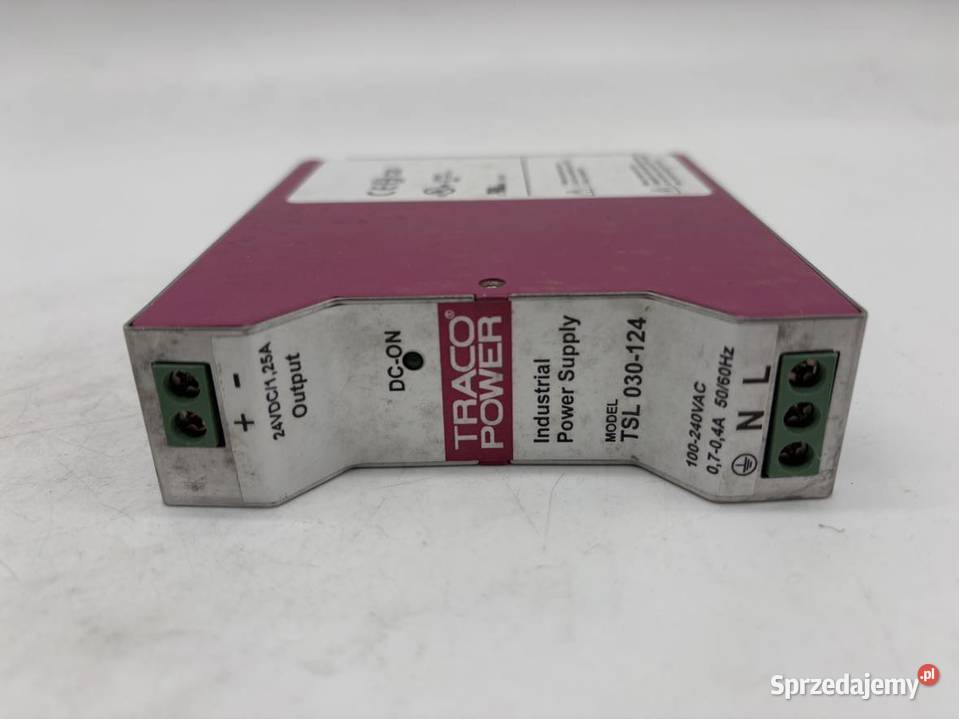 + -
24VDC/1,25A
Output
DC-ON
TRACO®
POWER
Industrial
Power Supply
MODEL
TSL 030-124
100-240VAC
0,7-0,4A 50/60Hz
N L
Sprzedajemy.pl